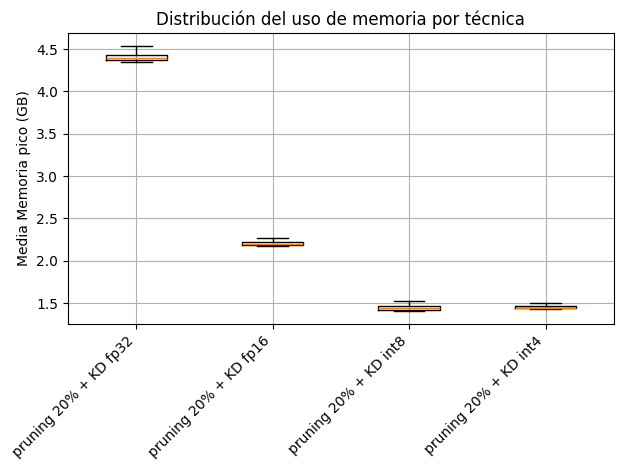 Distribución del uso de memoria por técnica
Media Memoria pico (GB)
4.5
4.0
3.5
3.0
2.5
2.0
1.5
pruning 20% + KD fp32
pruning 20% + KD fp16
pruning 20% + KD int8
pruning 20% + KD int4